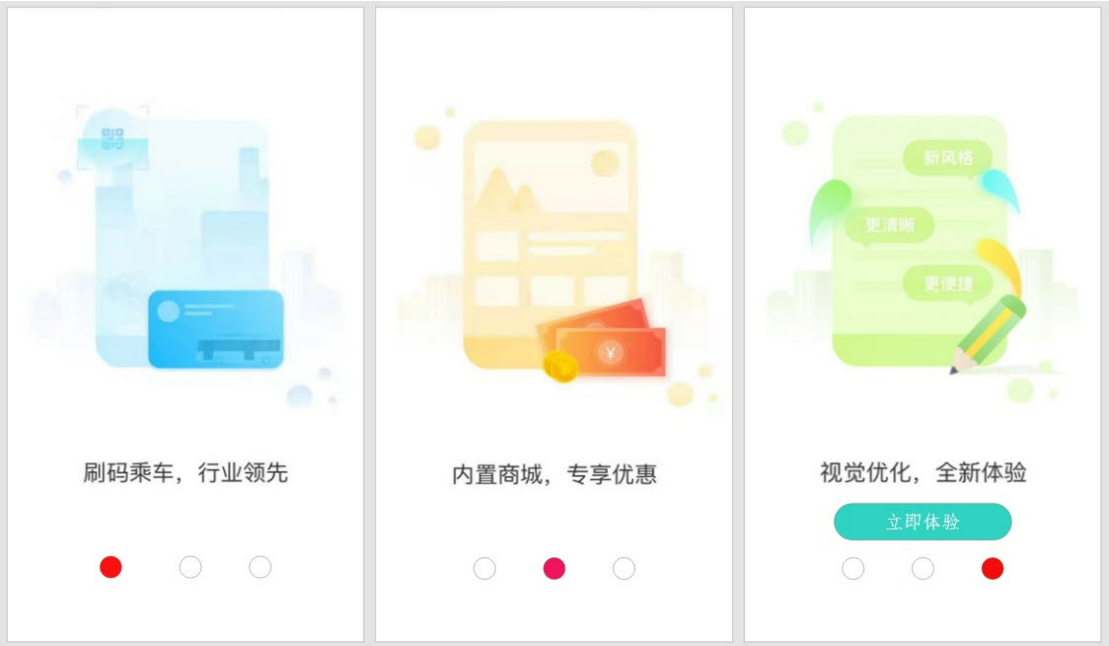 刷码乘车，行业领先
¥
内置商城，专享优惠
新风格
更清晰
更便捷
视觉优化，全新体验
立即体验